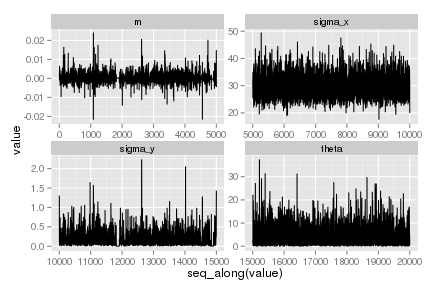 m
sigma_x
0.02
0.01
0.00
-0.01
-0.02
50
40
30
20
0 1000 2000 3000 4000 5000
5000 6000 7000 8000 9000 10000
value
sigma_y
theta
2.0
1.5
1.0
0.5
0.0
30
20
10
0
10000 11000 12000 13000 14000 15000
15000 16000 17000 18000 19000 20000
seq_along(value)